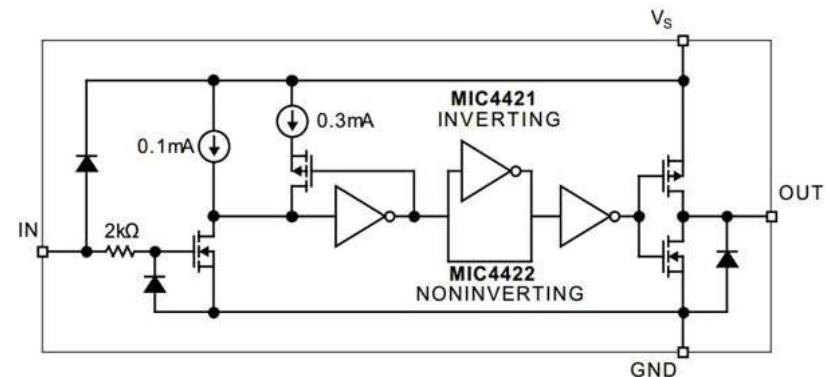 V_S
MIC4421
INVERTING
0.3mA
0.1mA
OUT
IN
2kΩ
MIC4422
NONINVERTING
GND